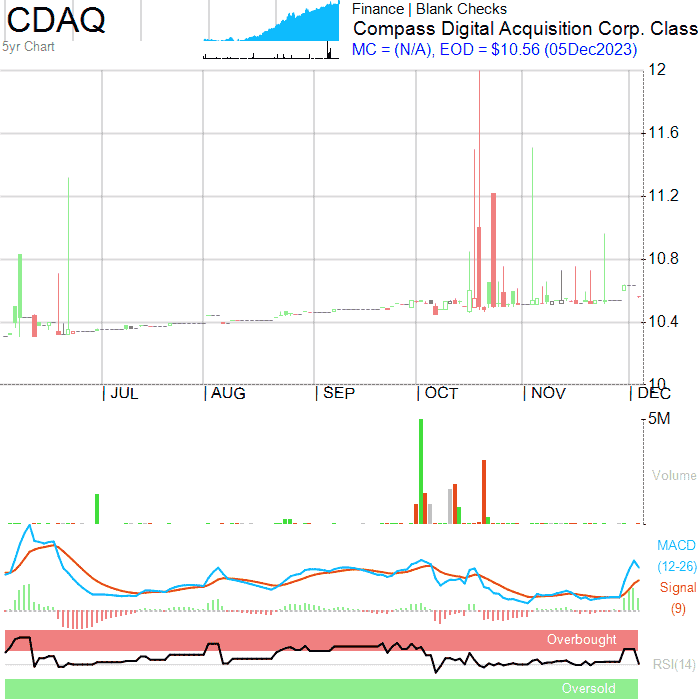 CDAQ
5yr Chart
Finance | Blank Checks
Compass Digital Acquisition Corp. Class
MC = (N/A), EOD = $10.56 (05Dec2023)
12
11.6
11.2
10.8
10.4
10
JUL
AUG
SEP
OCT
NOV
DEC
5M
Volume
MACD
(12-26)
Signal
(9)
Overbought
RSI(14)
Oversold